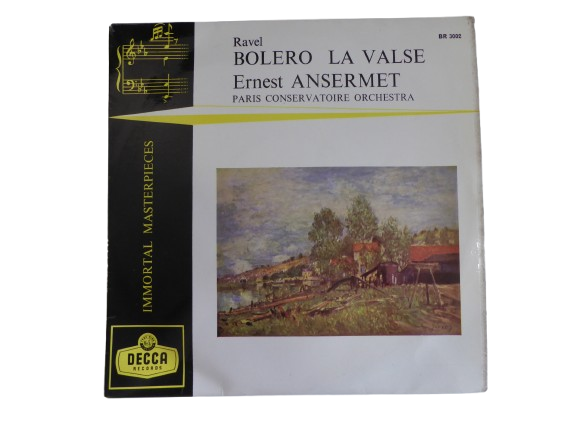 Ravel
BR 3002
BOLERO LA VALSE
Ernest ANSERMET
PARIS CONSERVATOIRE ORCHESTRA
IMMORTAL MASTERPIECES
DECCA
RECORDS